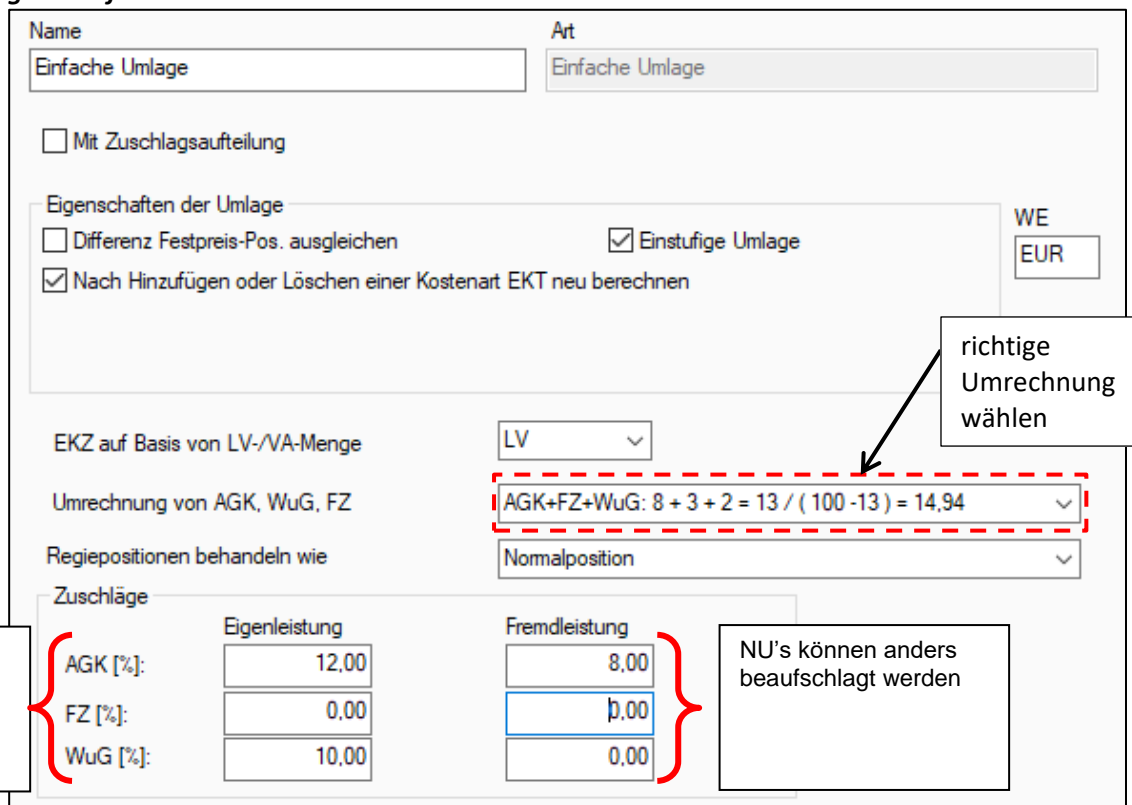 Name
Art
Einfache Umlage
Einfache Umlage
Mit Zuschlagsaufteilung
Eigenschaften der Umlage
WE
Differenz Festpreis-Pos. ausgleichen
Einstufige Umlage
EUR
Nach Hinzufügen oder Löschen einer Kostenart EKT neu berechnen
richtige
Umrechnung
wählen
EKZ auf Basis von LV-/VA-Menge
LV
Umrechnung von AGK, WuG, FZ
AGK+FZ+WuG: 8 + 3 + 2 = 13 / ( 100 -13 ) = 14,94
Regiepositionen behandeln wie
Normalposition
Zuschläge
Eigenleistung
Fremdleistung
AGK [%]:
12,00
8,00
FZ [%]:
0,00
0,00
WuG [%]:
10,00
0,00
NU's können anders
beaufschlagt werden